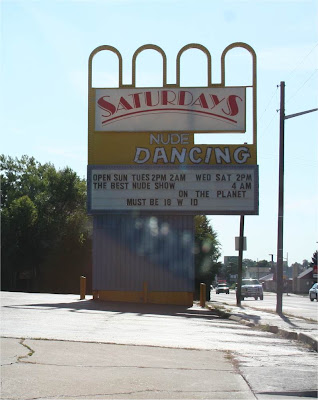 SATURDAYS
NUDE
DANCING
OPEN SUN TUES 2PM 2AM WED SAT 2PM
THE BEST NUDE SHOW 4 AM
ON THE PLANET
MUST BE 18 W ID